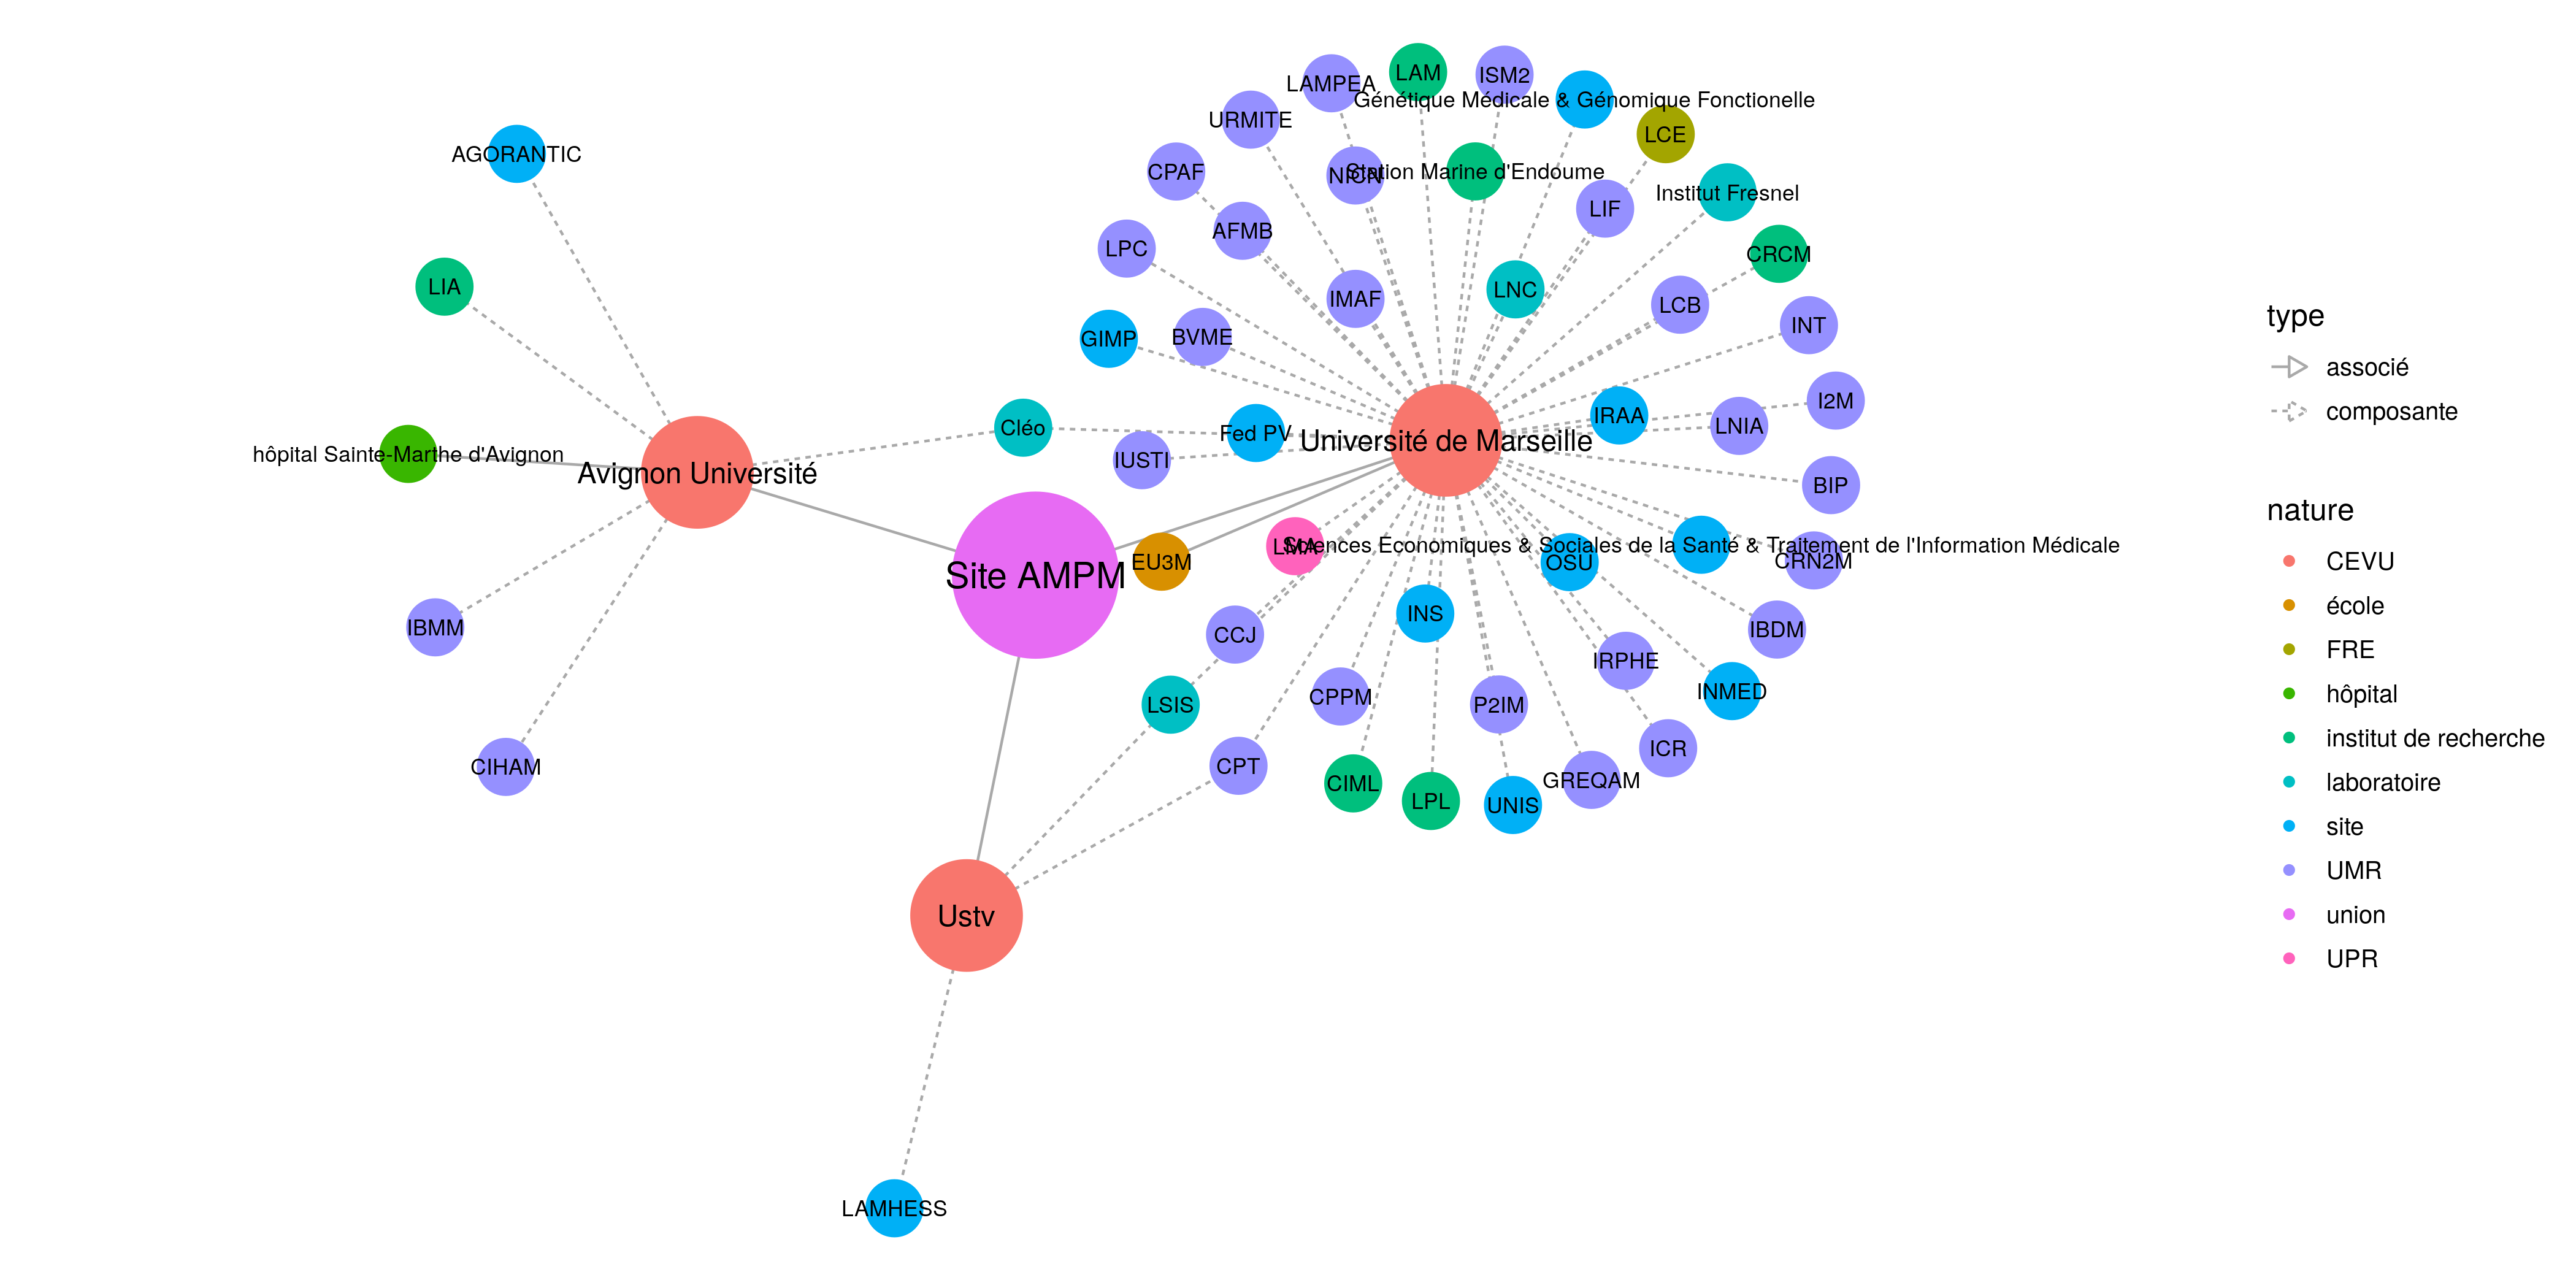 LAM
ISM2
LAMPEA
Génétique Médicale & Génomique Fonctionelle
URMITE
LCE
AGORANTIC
CPAF
NICN
Station Marine d'Endoume
Institut Fresnel
LIF
AFMB
LPC
CRCM
LIA
LNC
IMAF
LCB
INT
GIMP
BVME
I2M
IRAA
LNIA
Cléo
Fed PV
Université de Marseille
hôpital Sainte-Marthe d'Avignon
IUSTI
Avignon Université
BIP
LMA
Sciences Economiques & Sociales de la Santé & Traitement de l'Information Médicale
EU3M
OSU
CRN2M
Site AMPM
INS
IBMM
CCJ
IBDM
IRPHE
INMED
CPPM
LSIS
P2IM
ICR
CIHAM
CPT
GREQAM
CIML
LPL
UNIS
Ustv
LAMHESS
type
associé
composante
nature
CEVU
école
FRE
hôpital
institut de recherche
laboratoire
site
UMR
union
UPR